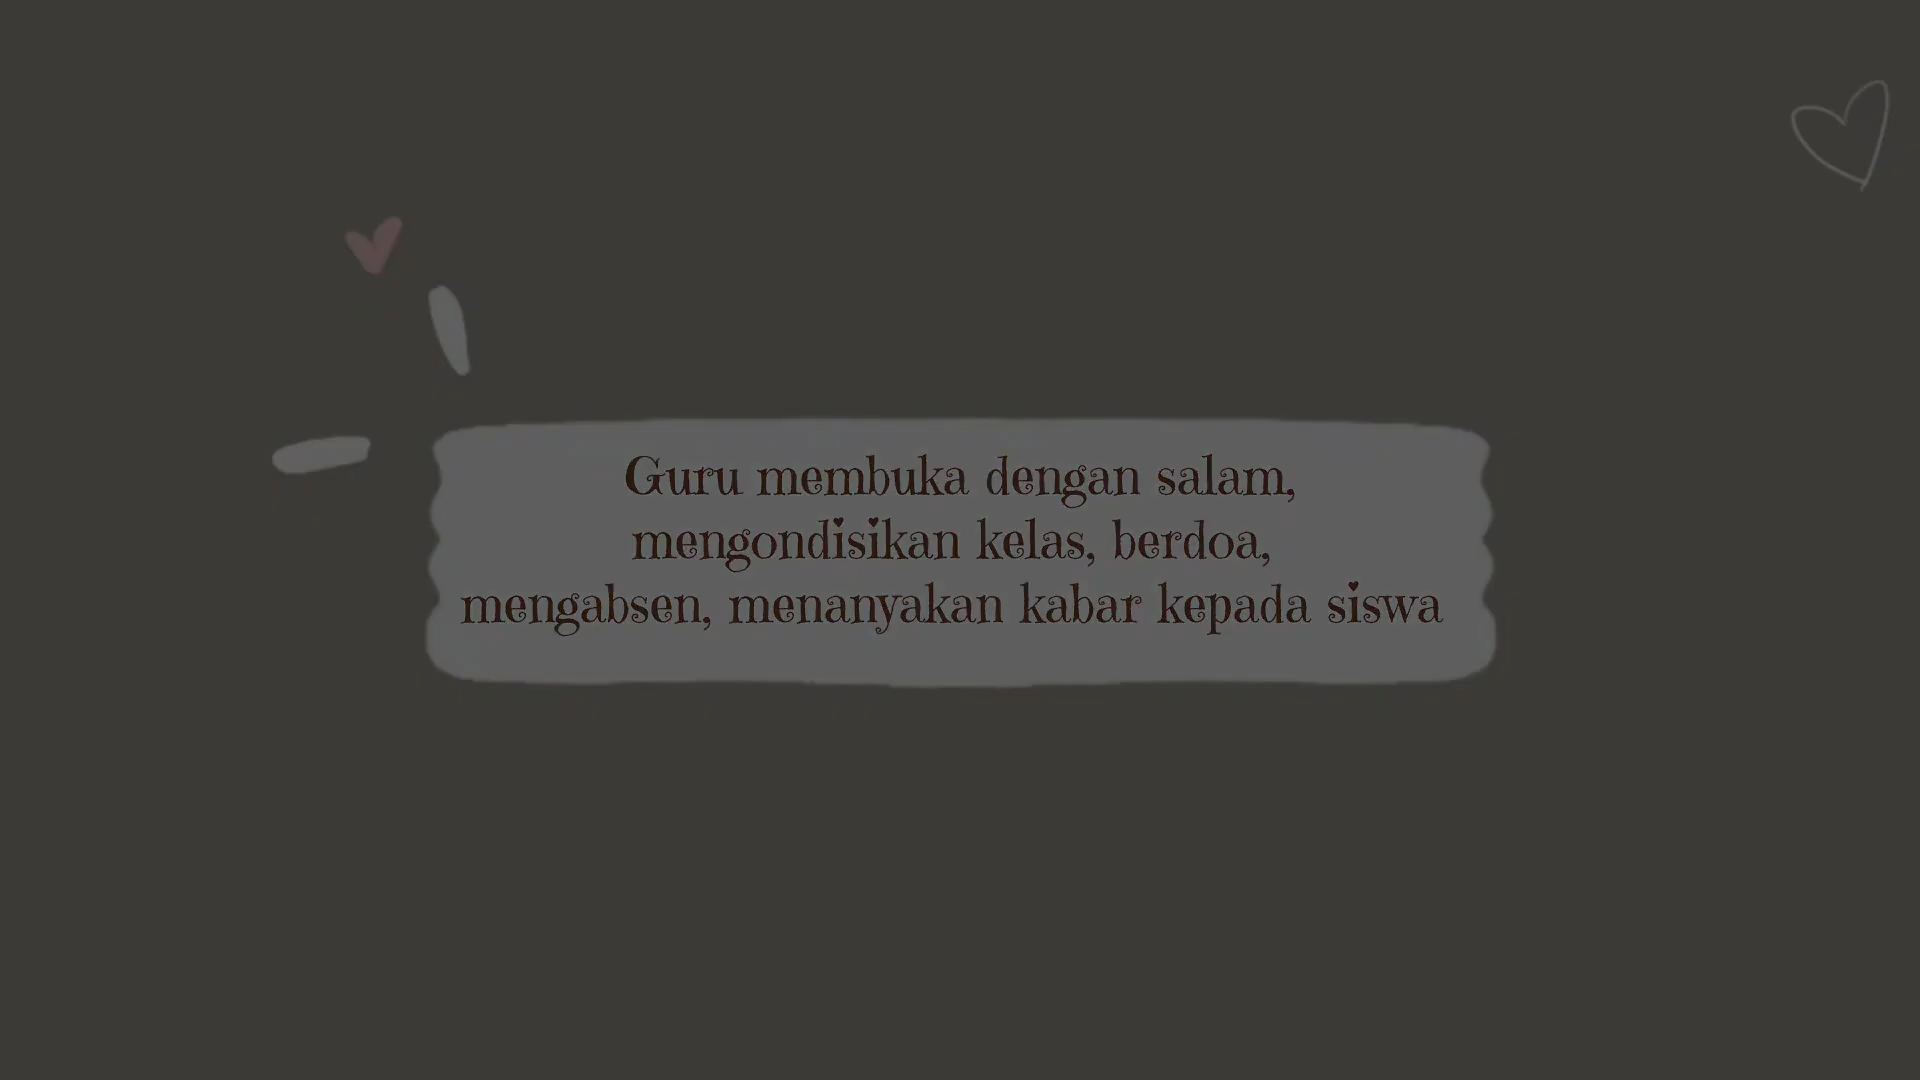 Guru membuka dengan salam,
mengondisikan kelas, berdoa,
mengabsen, menanyakan kabar kepada siswa